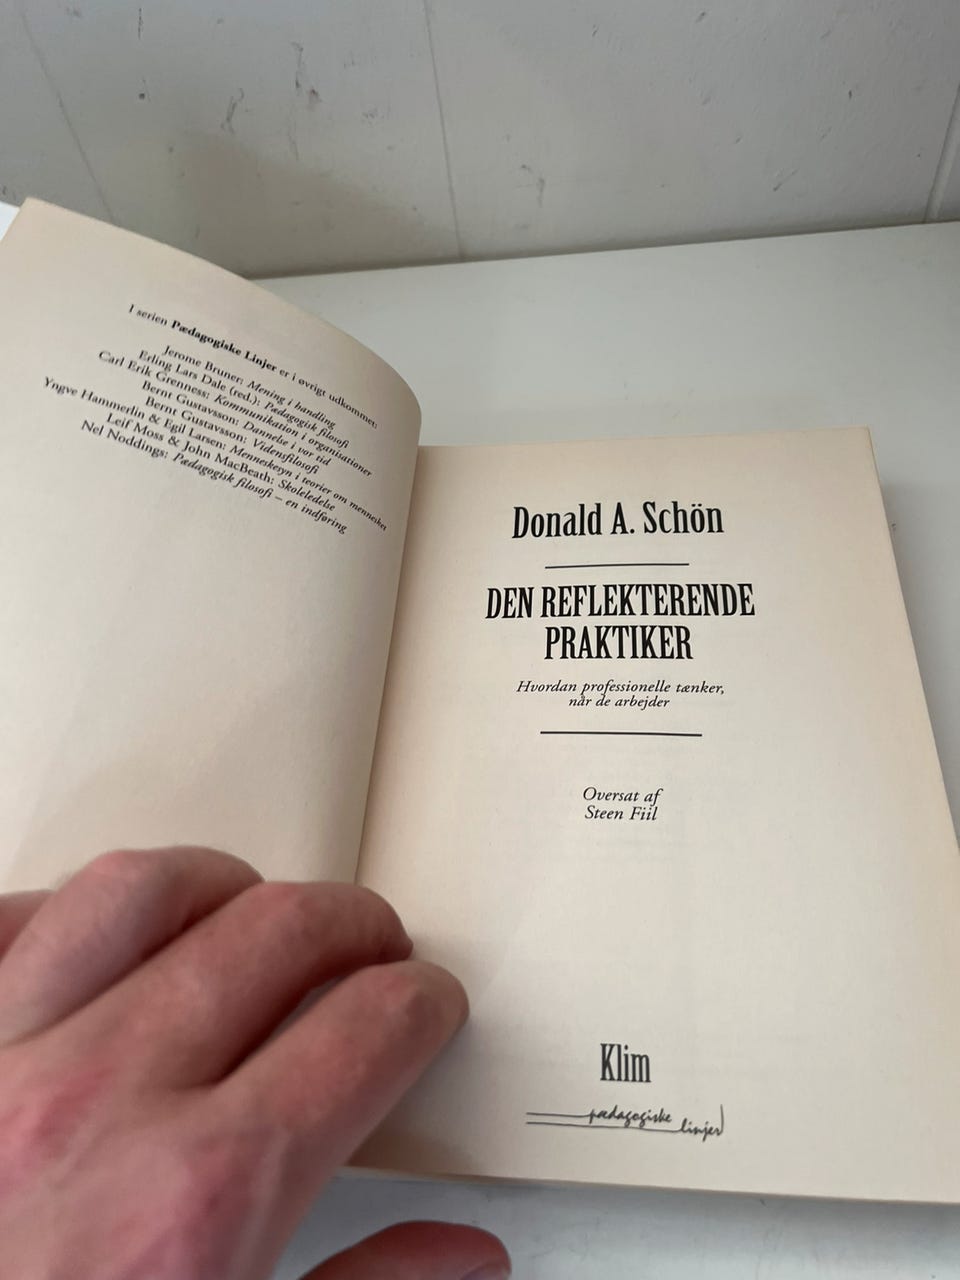 I serien Pædagogiske Linjer er i øvrigt udkommet:
Jerome Bruner: Mening i handling
Erling Lars Dale (red.): Pædagogisk filosofi
Carl Erik Grenness: Kommunikation i organisationer
Bernt Gustavsson: Dannelse i vor tid
Bernt Gustavsson: Vidensfilosofi
Yngve Hammerlin & Egil Larsen: Menneskesyn i teorier om mennesket
Leif Moss & John MacBeath: Skoleledelse
Nel Noddings: Pædagogisk filosofi – en indføring
Donald A. Schön
DEN REFLEKTERENDE
PRAKTIKER
Hvordan professionelle tænker,
når de arbejder
Oversat af
Steen Fiil
Klim
pædagogiske
linjer